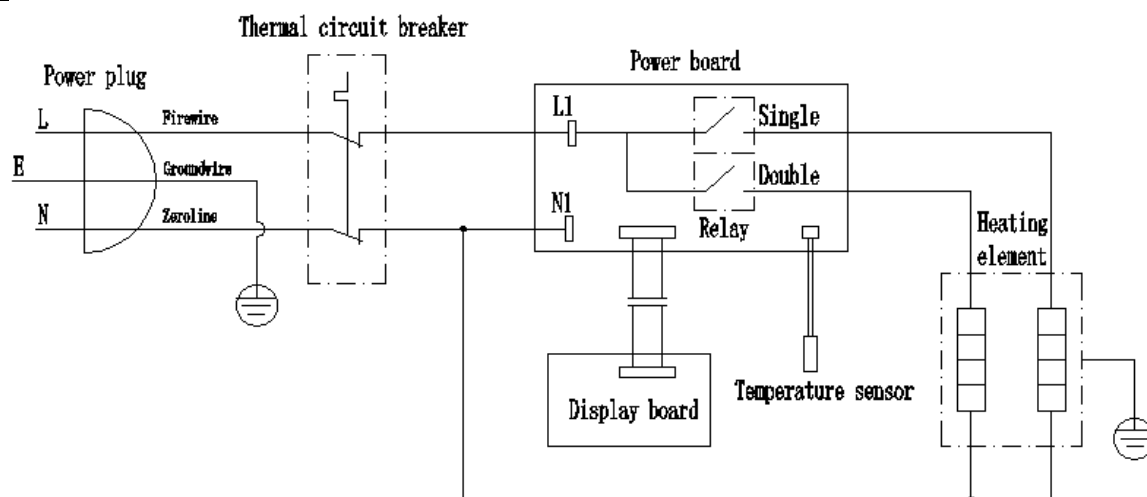 Thermal circuit breaker
Power plug
Power board
L
Firewire
L1
Single
E
Groundwire
Double
N
Zeroline
N1
Relay
Heating
element
Temperature sensor
Display board